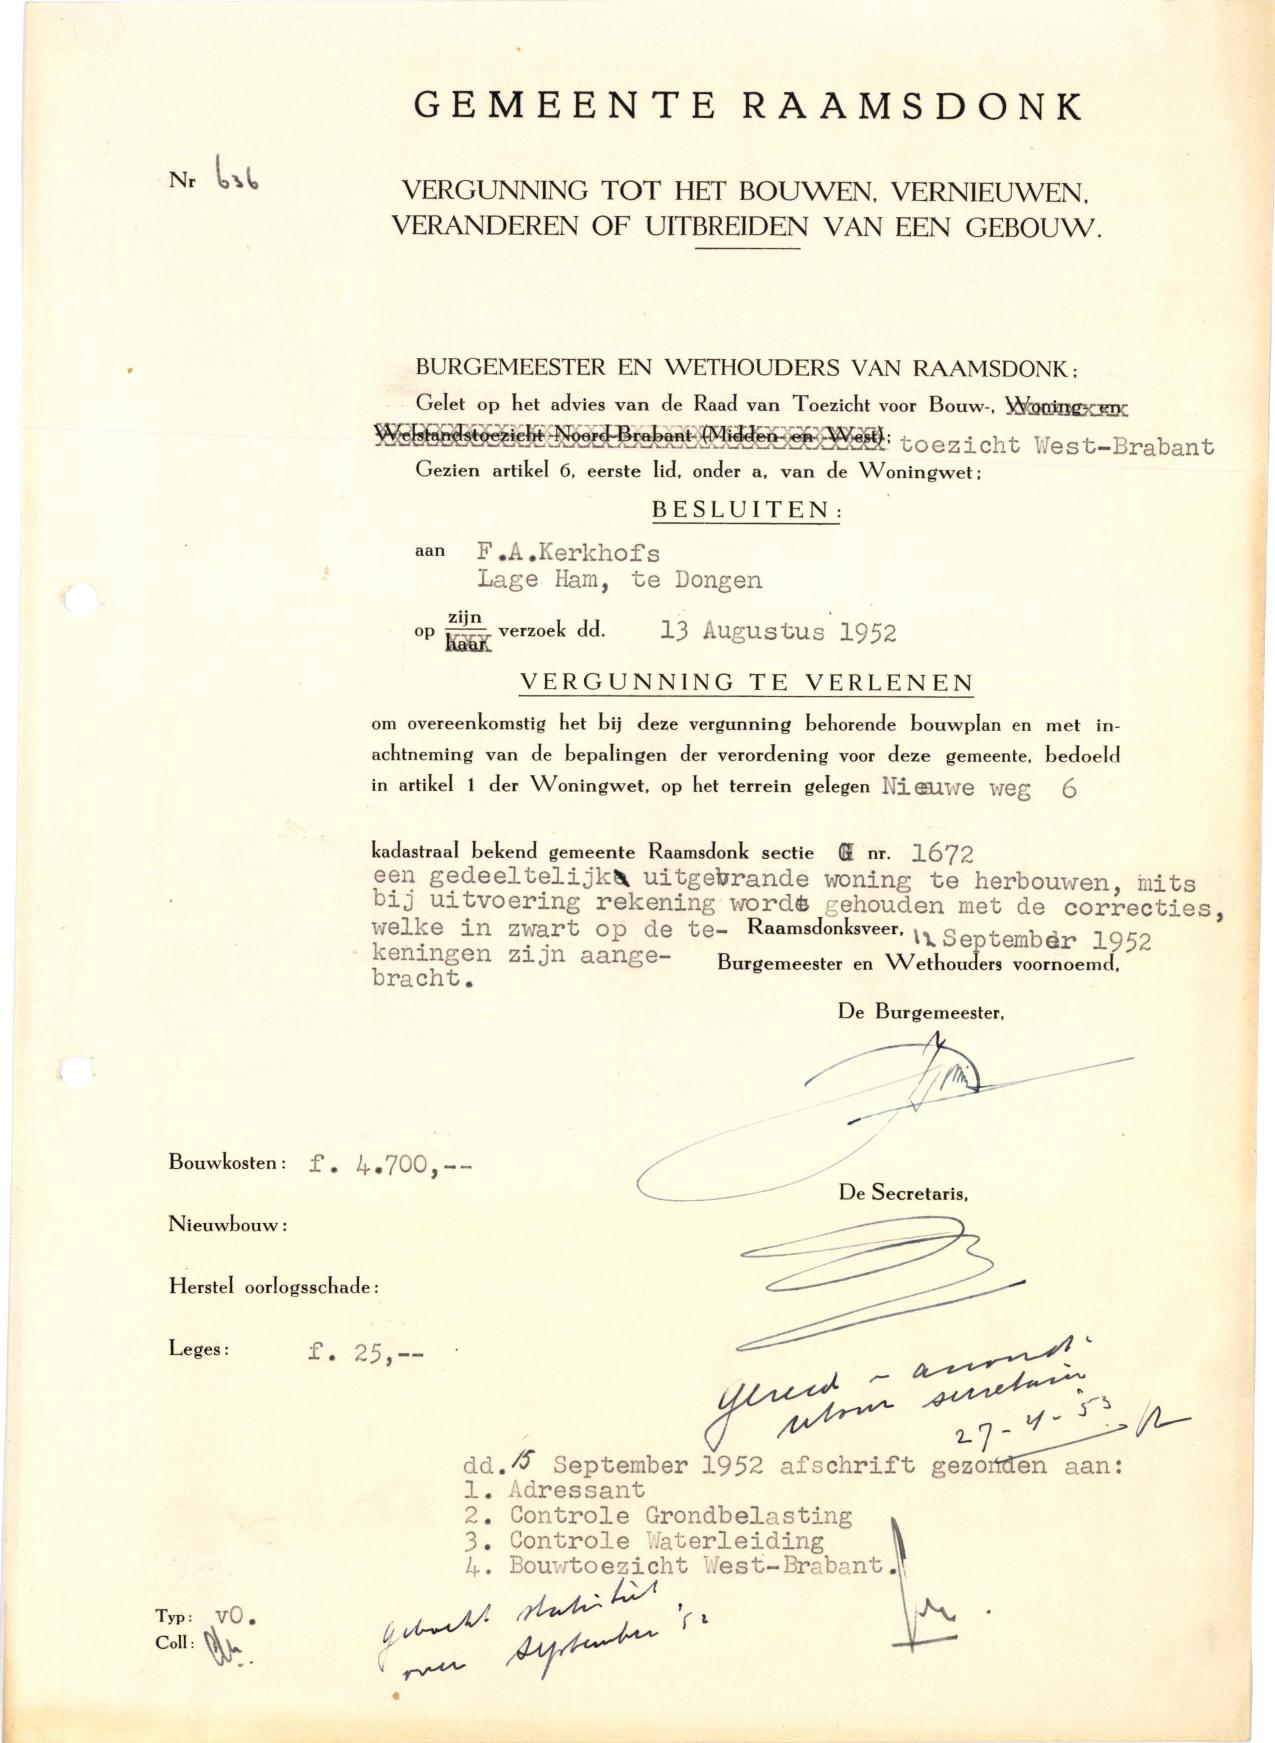 GEMEENTE RAAMSDONK
Nr 636
VERGUNNING TOT HET BOUWEN, VERNIEUWEN,
VERANDEREN OF UITBREIDEN VAN EEN GEBOUW.
BURGEMEESTER EN WETHOUDERS VAN RAAMSDONK;
Gelet op het advies van de Raad van Toezicht voor Bouw-, Woning- en
Welstandstoezicht Noord-Brabant (Midden en West); toezicht West-Brabant
Gezien artikel 6, eerste lid, onder a, van de Woningwet;
BESLUITEN:
aan F.A.Kerkhofs
Lage Ham, te Dongen
op zijn haar verzoek dd. 13 Augustus 1952
VERGUNNING TE VERLENEN
om overeenkomstig het bij deze vergunning behorende bouwplan en met in-
achtneming van de bepalingen der verordening voor deze gemeente, bedoeld
in artikel 1 der Woningwet, op het terrein gelegen Nieuwe weg 6
kadastraal bekend gemeente Raamsdonk sectie G nr. 1672
een gedeeltelijk uitgebrande woning te herbouwen, mits
bij uitvoering rekening wordt gehouden met de correcties,
welke in zwart op de te- Raamsdonksveer, 12 September 1952
keningen zijn aange- Burgemeester en Wethouders voornoemd,
bracht.
De Burgemeester,
Bouwkosten: f. 4.700,--
De Secretaris,
Nieuwbouw:
Herstel oorlogsschade:
Leges: f. 25,--
gereed - accoord
retour secretarie
27-4-'53
dd. 15 September 1952 afschrift gezonden aan:
1. Adressant
2. Controle Grondbelasting
3. Controle Waterleiding
4. Bouwtoezicht West-Brabant.
Typ: vO.
Coll:
geboekt statistiek
over september '52